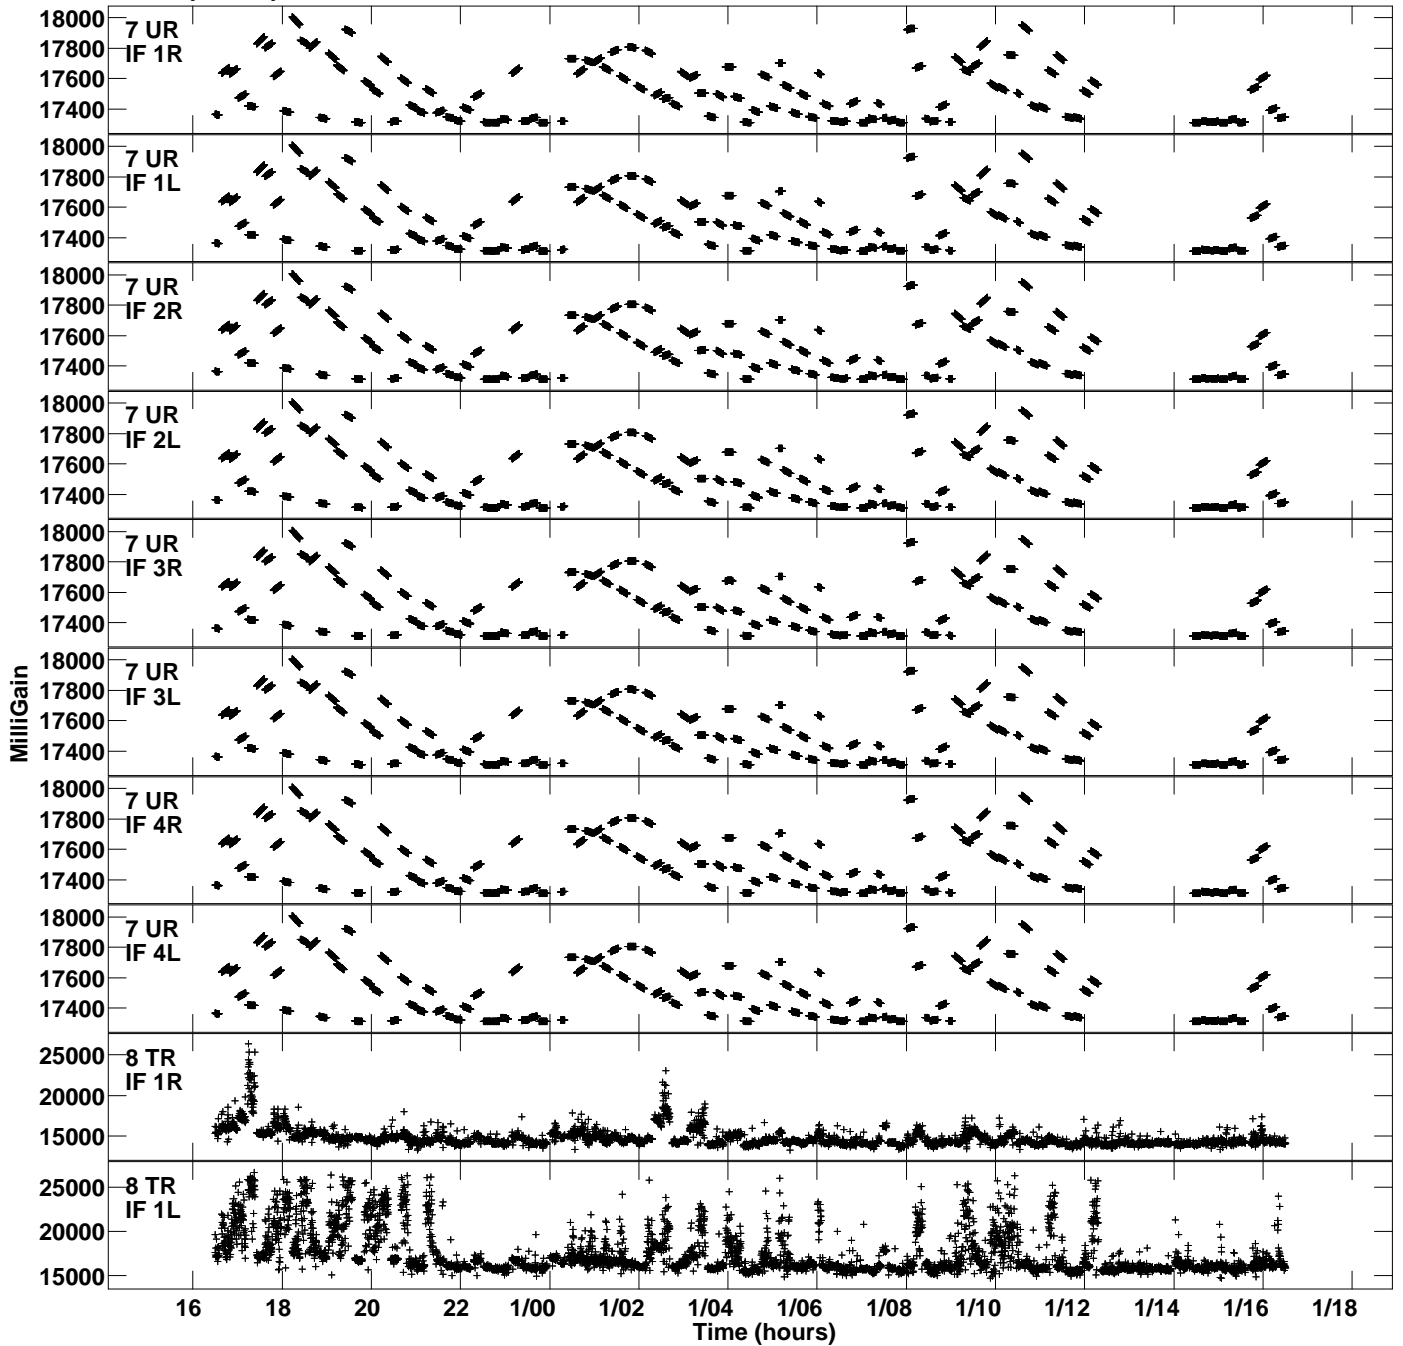 18000
17800
17600
17400
7 UR
IF 1R
18000
17800
17600
17400
7 UR
IF 1L
18000
17800
17600
17400
7 UR
IF 2R
18000
17800
17600
17400
7 UR
IF 2L
18000
17800
17600
17400
7 UR
IF 3R
18000
17800
17600
17400
7 UR
IF 3L
18000
17800
17600
17400
7 UR
IF 4R
18000
17800
17600
17400
7 UR
IF 4L
25000
20000
15000
8 TR
IF 1R
25000
20000
15000
8 TR
IF 1L
MilliGain
16 18 20 22 1/00 1/02 1/04 1/06 1/08 1/10 1/12 1/14 1/16 1/18
Time (hours)